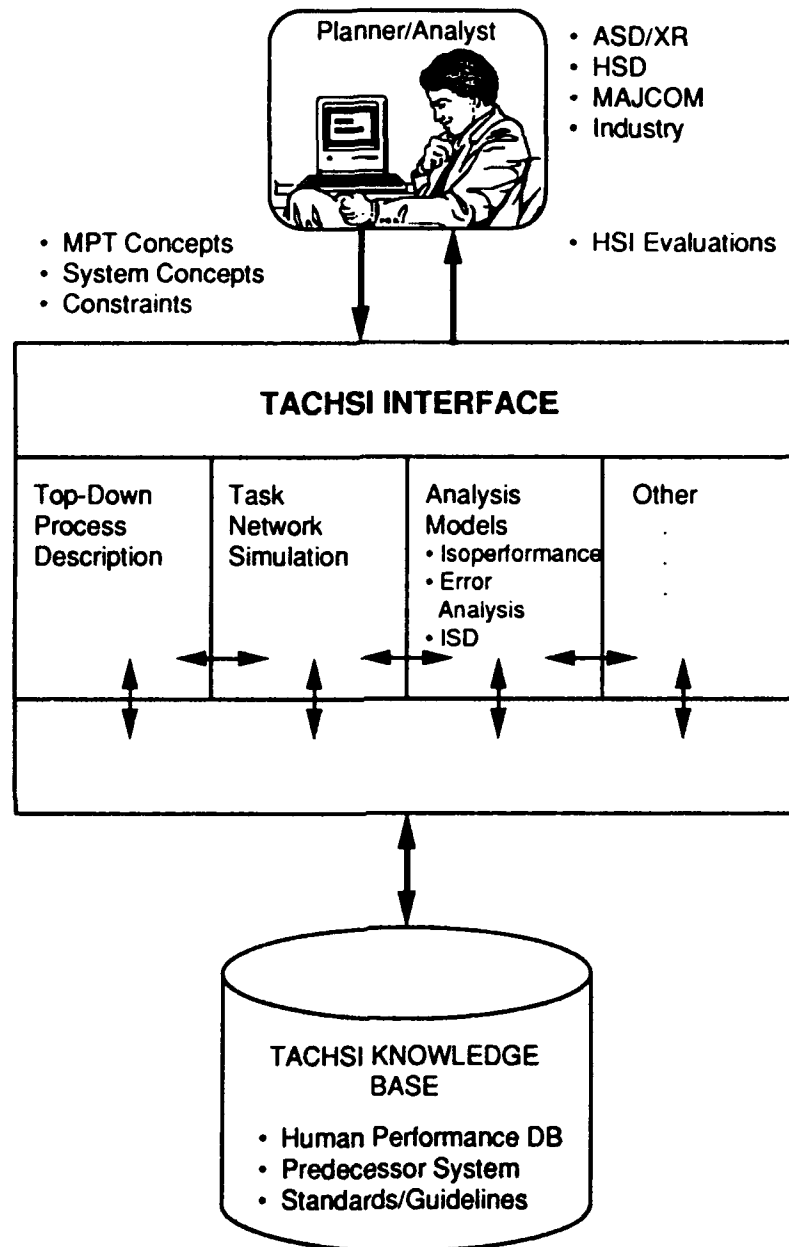 Planner/Analyst
• ASD/XR
• HSD
• MAJCOM
• Industry
• MPT Concepts
• System Concepts
• Constraints
• HSI Evaluations
TACHSI INTERFACE
Top-Down
Process
Description
Task
Network
Simulation
Analysis
Models
• Isoperformance
• Error
Analysis
• ISD
Other
.
.
.
TACHSI KNOWLEDGE
BASE
• Human Performance DB
• Predecessor System
• Standards/Guidelines